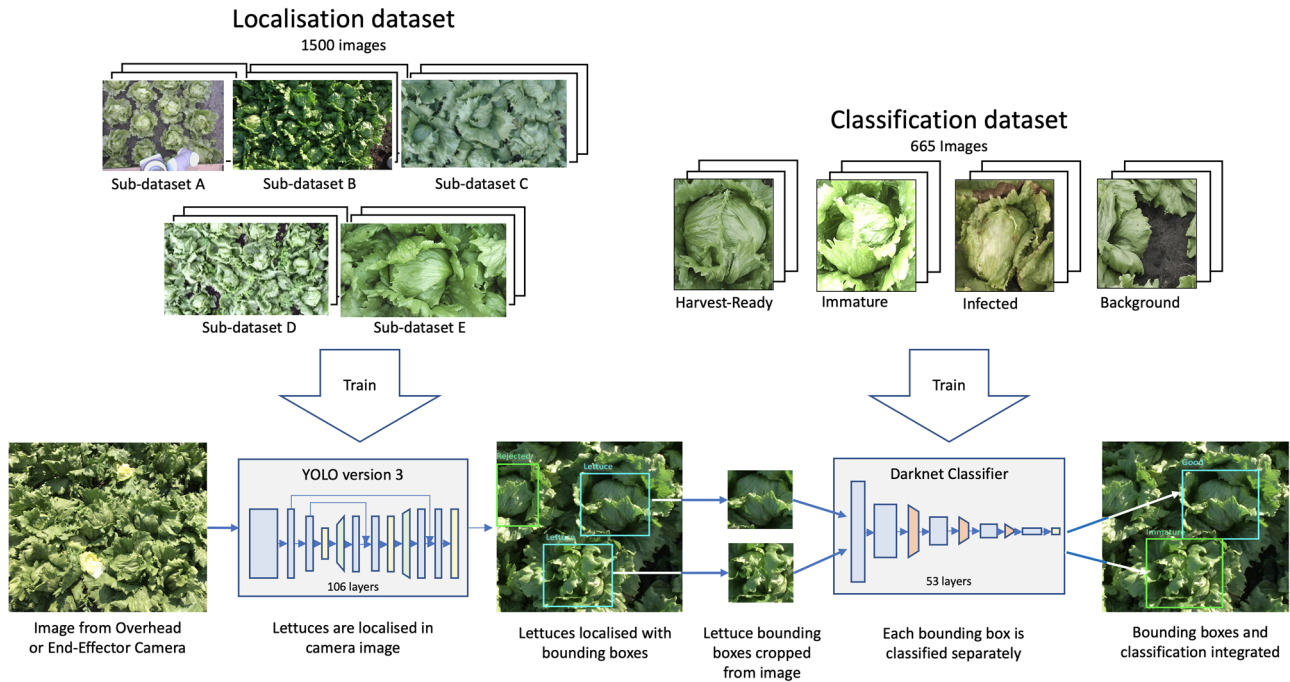 Localisation dataset
1500 images
Sub-dataset A
Sub-dataset B
Sub-dataset C
Sub-dataset D
Sub-dataset E
Classification dataset
665 Images
Harvest-Ready
Immature
Infected
Background
Train
Train
YOLO version 3
106 layers
Rejected
Lettuce
Lettuce
Darknet Classifier
53 layers
Good
Immature
Image from Overhead
or End-Effector Camera
Lettuces are localised in
camera image
Lettuces localised with
bounding boxes
Lettuce bounding
boxes cropped
from image
Each bounding box is
classified separately
Bounding boxes and
classification integrated